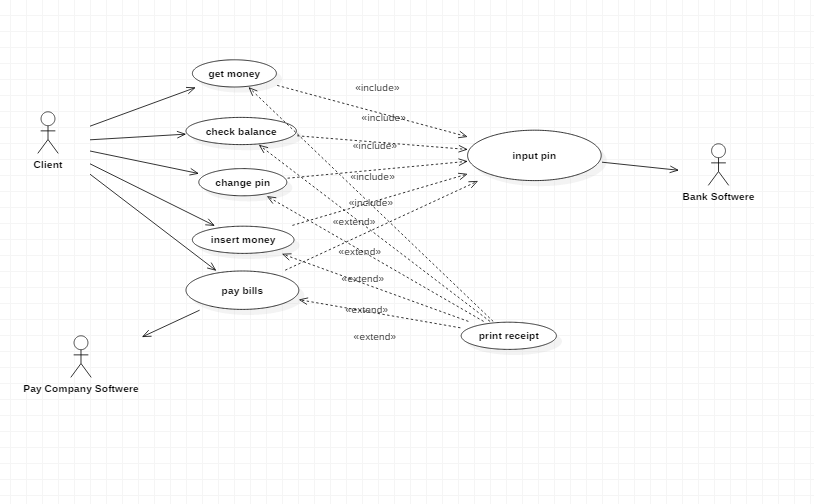 get money
«include»
«include»
check balance
Client
«include»
input pin
«include»
change pin
Bank Softwere
«include»
«extend»
insert money
«extend»
«extend»
pay bills
«extend»
print receipt
«extend»
Pay Company Softwere